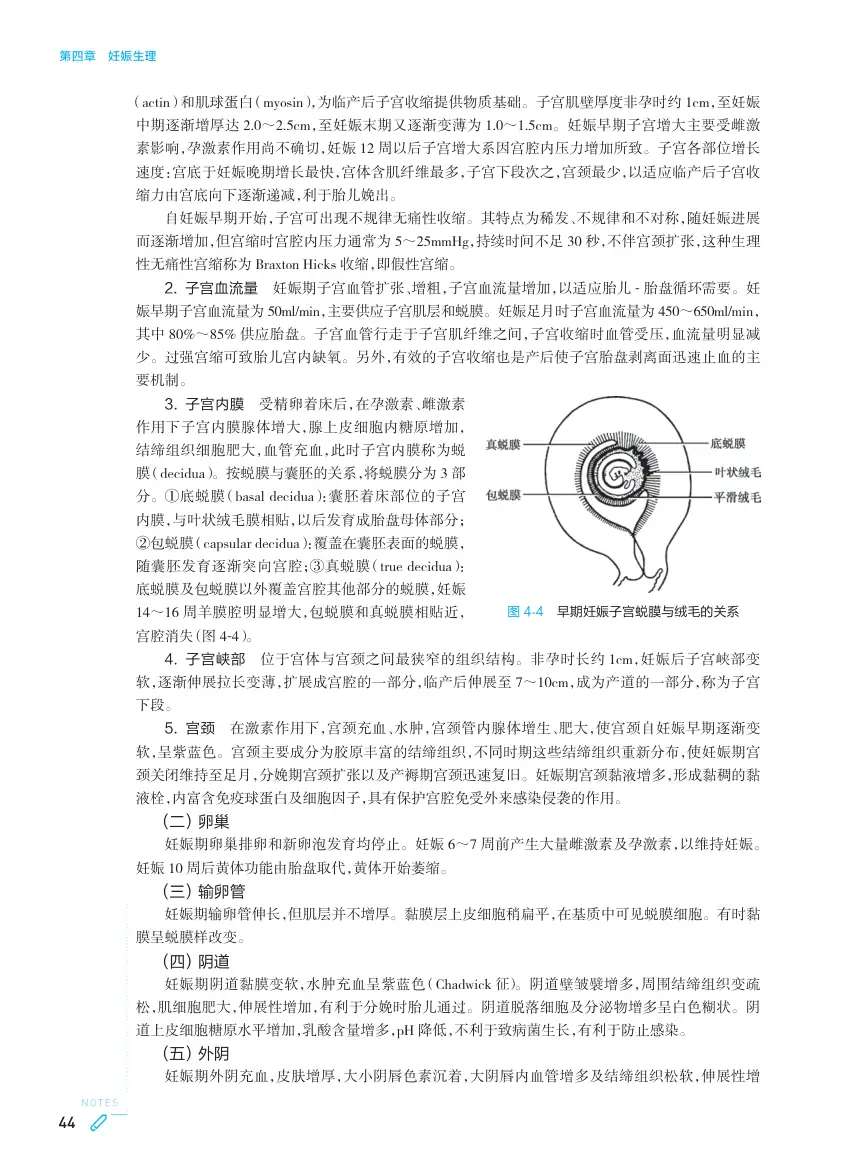 第四章 妊娠生理
（actin）和肌球蛋白（myosin），为临产后子宫收缩提供物质基础。子宫肌壁厚度非孕时约 1cm，至妊娠
中期逐渐增厚达 2.0～2.5cm，至妊娠末期又逐渐变薄为 1.0～1.5cm。妊娠早期子宫增大主要受雌激
素影响，孕激素作用尚不确切，妊娠 12 周以后子宫增大系因宫腔内压力增加所致。子宫各部位增长
速度：宫底于妊娠晚期增长最快，宫体含肌纤维最多，子宫下段次之，宫颈最少，以适应临产后子宫收
缩力由宫底向下逐渐递减，利于胎儿娩出。
自妊娠早期开始，子宫可出现不规律无痛性收缩。其特点为稀发、不规律和不对称，随妊娠进展
而逐渐增加，但宫缩时宫腔内压力通常为 5～25mmHg，持续时间不足 30 秒，不伴宫颈扩张，这种生理
性无痛性宫缩称为 Braxton Hicks 收缩，即假性宫缩。
2. 子宫血流量 妊娠期子宫血管扩张、增粗，子宫血流量增加，以适应胎儿 - 胎盘循环需要。妊
娠早期子宫血流量为 50ml/min，主要供应子宫肌层和蜕膜。妊娠足月时子宫血流量为 450～650ml/min，
其中 80%～85% 供应胎盘。子宫血管行走于子宫肌纤维之间，子宫收缩时血管受压，血流量明显减
少。过强宫缩可致胎儿宫内缺氧。另外，有效的子宫收缩也是产后使子宫胎盘剥离面迅速止血的主
要机制。
3. 子宫内膜 受精卵着床后，在孕激素、雌激素
作用下子宫内膜腺体增大，腺上皮细胞内糖原增加，
结缔组织细胞肥大，血管充血，此时子宫内膜称为蜕
膜（decidua）。按蜕膜与囊胚的关系，将蜕膜分为 3 部
分。①底蜕膜（basal decidua）：囊胚着床部位的子宫
内膜，与叶状绒毛膜相贴，以后发育成胎盘母体部分；
②包蜕膜（capsular decidua）：覆盖在囊胚表面的蜕膜，
随囊胚发育逐渐突向宫腔；③真蜕膜（true decidua）：
底蜕膜及包蜕膜以外覆盖宫腔其他部分的蜕膜，妊娠
14～16 周羊膜腔明显增大，包蜕膜和真蜕膜相贴近，
宫腔消失（图 4-4）。
真蜕膜
包蜕膜
底蜕膜
叶状绒毛
平滑绒毛
图 4-4 早期妊娠子宫蜕膜与绒毛的关系
4. 子宫峡部 位于宫体与宫颈之间最狭窄的组织结构。非孕时长约 1cm，妊娠后子宫峡部变
软，逐渐伸展拉长变薄，扩展成宫腔的一部分，临产后伸展至 7～10cm，成为产道的一部分，称为子宫
下段。
5. 宫颈 在激素作用下，宫颈充血、水肿，宫颈管内腺体增生、肥大，使宫颈自妊娠早期逐渐变
软，呈紫蓝色。宫颈主要成分为胶原丰富的结缔组织，不同时期这些结缔组织重新分布，使妊娠期宫
颈关闭维持至足月，分娩期宫颈扩张以及产褥期宫颈迅速复旧。妊娠期宫颈黏液增多，形成黏稠的黏
液栓，内富含免疫球蛋白及细胞因子，具有保护宫腔免受外来感染侵袭的作用。
（二）卵巢
妊娠期卵巢排卵和新卵泡发育均停止。妊娠 6～7 周前产生大量雌激素及孕激素，以维持妊娠。
妊娠 10 周后黄体功能由胎盘取代，黄体开始萎缩。
（三）输卵管
妊娠期输卵管伸长，但肌层并不增厚。黏膜层上皮细胞稍扁平，在基质中可见蜕膜细胞。有时黏
膜呈蜕膜样改变。
（四）阴道
妊娠期阴道黏膜变软，水肿充血呈紫蓝色（Chadwick 征）。阴道壁皱襞增多，周围结缔组织变疏
松，肌细胞肥大，伸展性增加，有利于分娩时胎儿通过。阴道脱落细胞及分泌物增多呈白色糊状。阴
道上皮细胞糖原水平增加，乳酸含量增多，pH 降低，不利于致病菌生长，有利于防止感染。
（五）外阴
妊娠期外阴充血，皮肤增厚，大小阴唇色素沉着，大阴唇内血管增多及结缔组织松软，伸展性增
NOTES
44